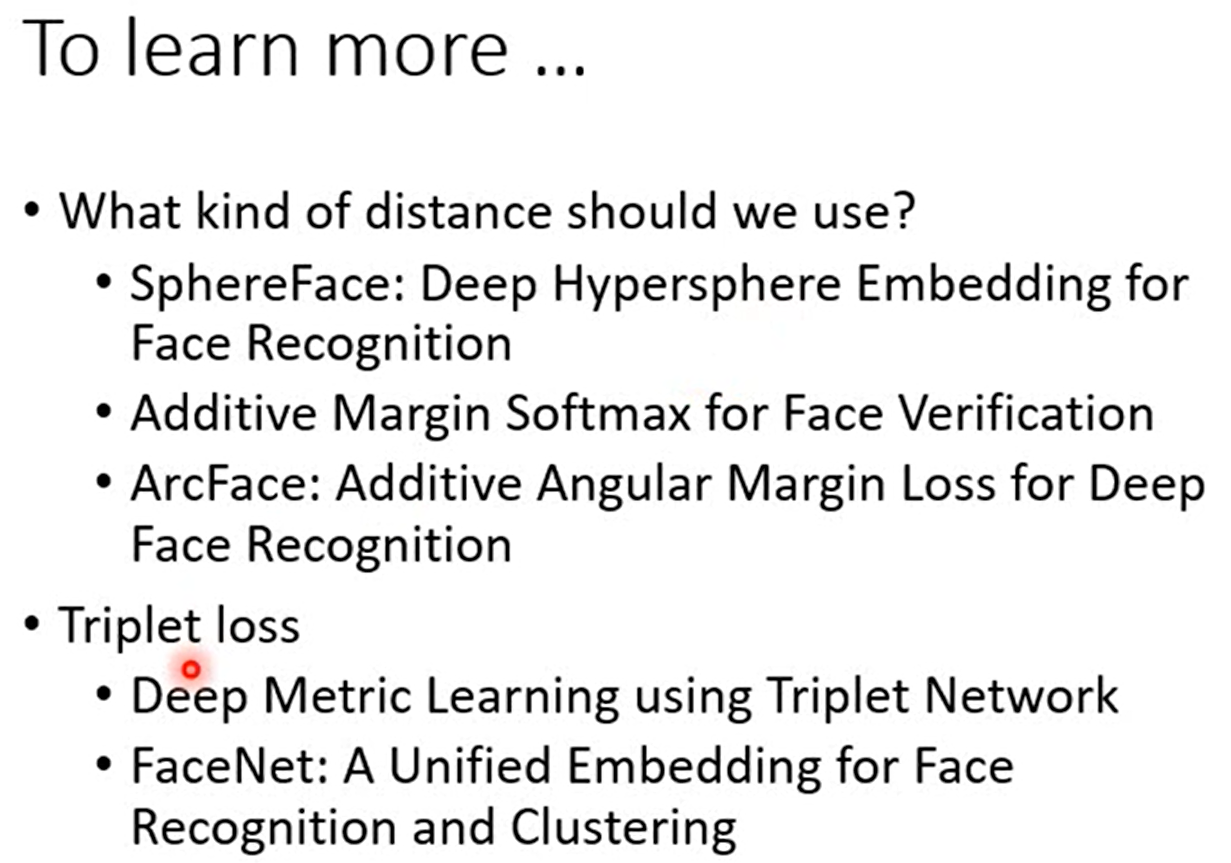 To learn more ...
• What kind of distance should we use?
• SphereFace: Deep Hypersphere Embedding for
Face Recognition
• Additive Margin Softmax for Face Verification
• ArcFace: Additive Angular Margin Loss for Deep
Face Recognition
• Triplet loss
• Deep Metric Learning using Triplet Network
• FaceNet: A Unified Embedding for Face
Recognition and Clustering